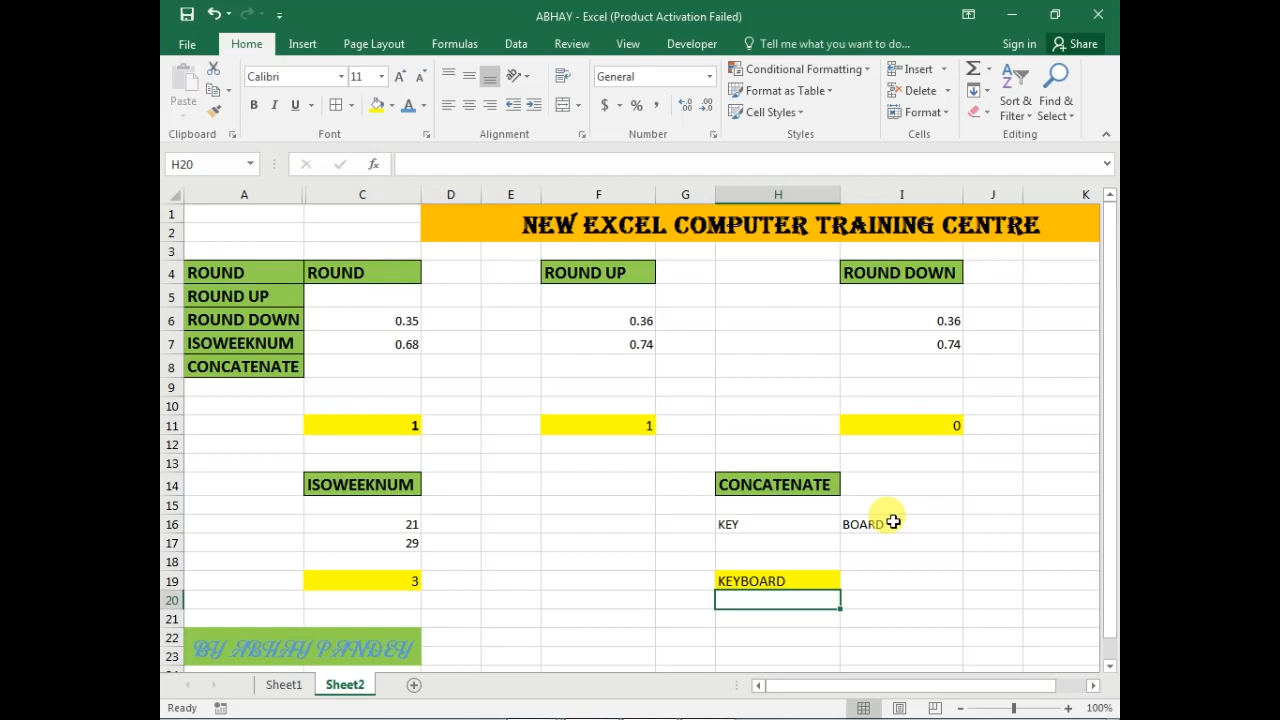 ABHAY - Excel (Product Activation Failed)
File Home Insert Page Layout Formulas Data Review View Developer Tell me what you want to do... Sign in Share
Paste
Calibri 11
B I U
General
$ % ,
Conditional Formatting
Format as Table
Cell Styles
Insert
Delete
Format
Sort & Filter
Find & Select
Clipboard Font Alignment Number Styles Cells Editing
H20 fx
A C D E F G H I J K
1
2 NEW EXCEL COMPUTER TRAINING CENTRE
3
4 ROUND ROUND ROUND UP ROUND DOWN
5 ROUND UP
6 ROUND DOWN 0.35 0.36 0.36
7 ISOWEEKNUM 0.68 0.74 0.74
8 CONCATENATE
9
10
11 1 1 0
12
13
14 ISOWEEKNUM CONCATENATE
15
16 21 KEY BOARD
17 29
18
19 3 KEYBOARD
20
21
22 BY ABHAY PANDEY
23
Sheet1 Sheet2
Ready 100%